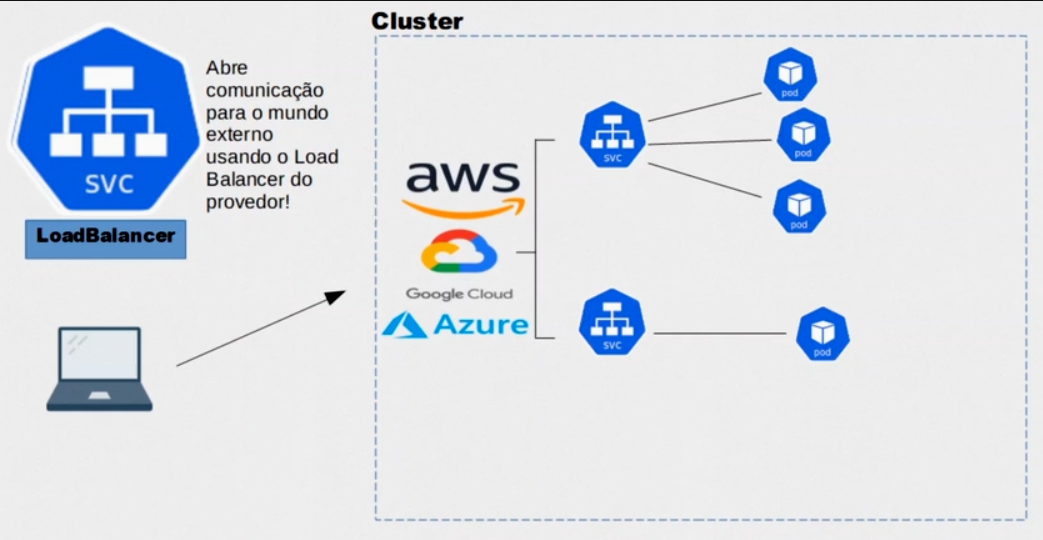 Cluster
Abre
comunicação
para o mundo
externo
usando o Load
Balancer do
provedor!
svc
LoadBalancer
aws
Google Cloud
Azure
svc
pod
pod
pod
svc
pod